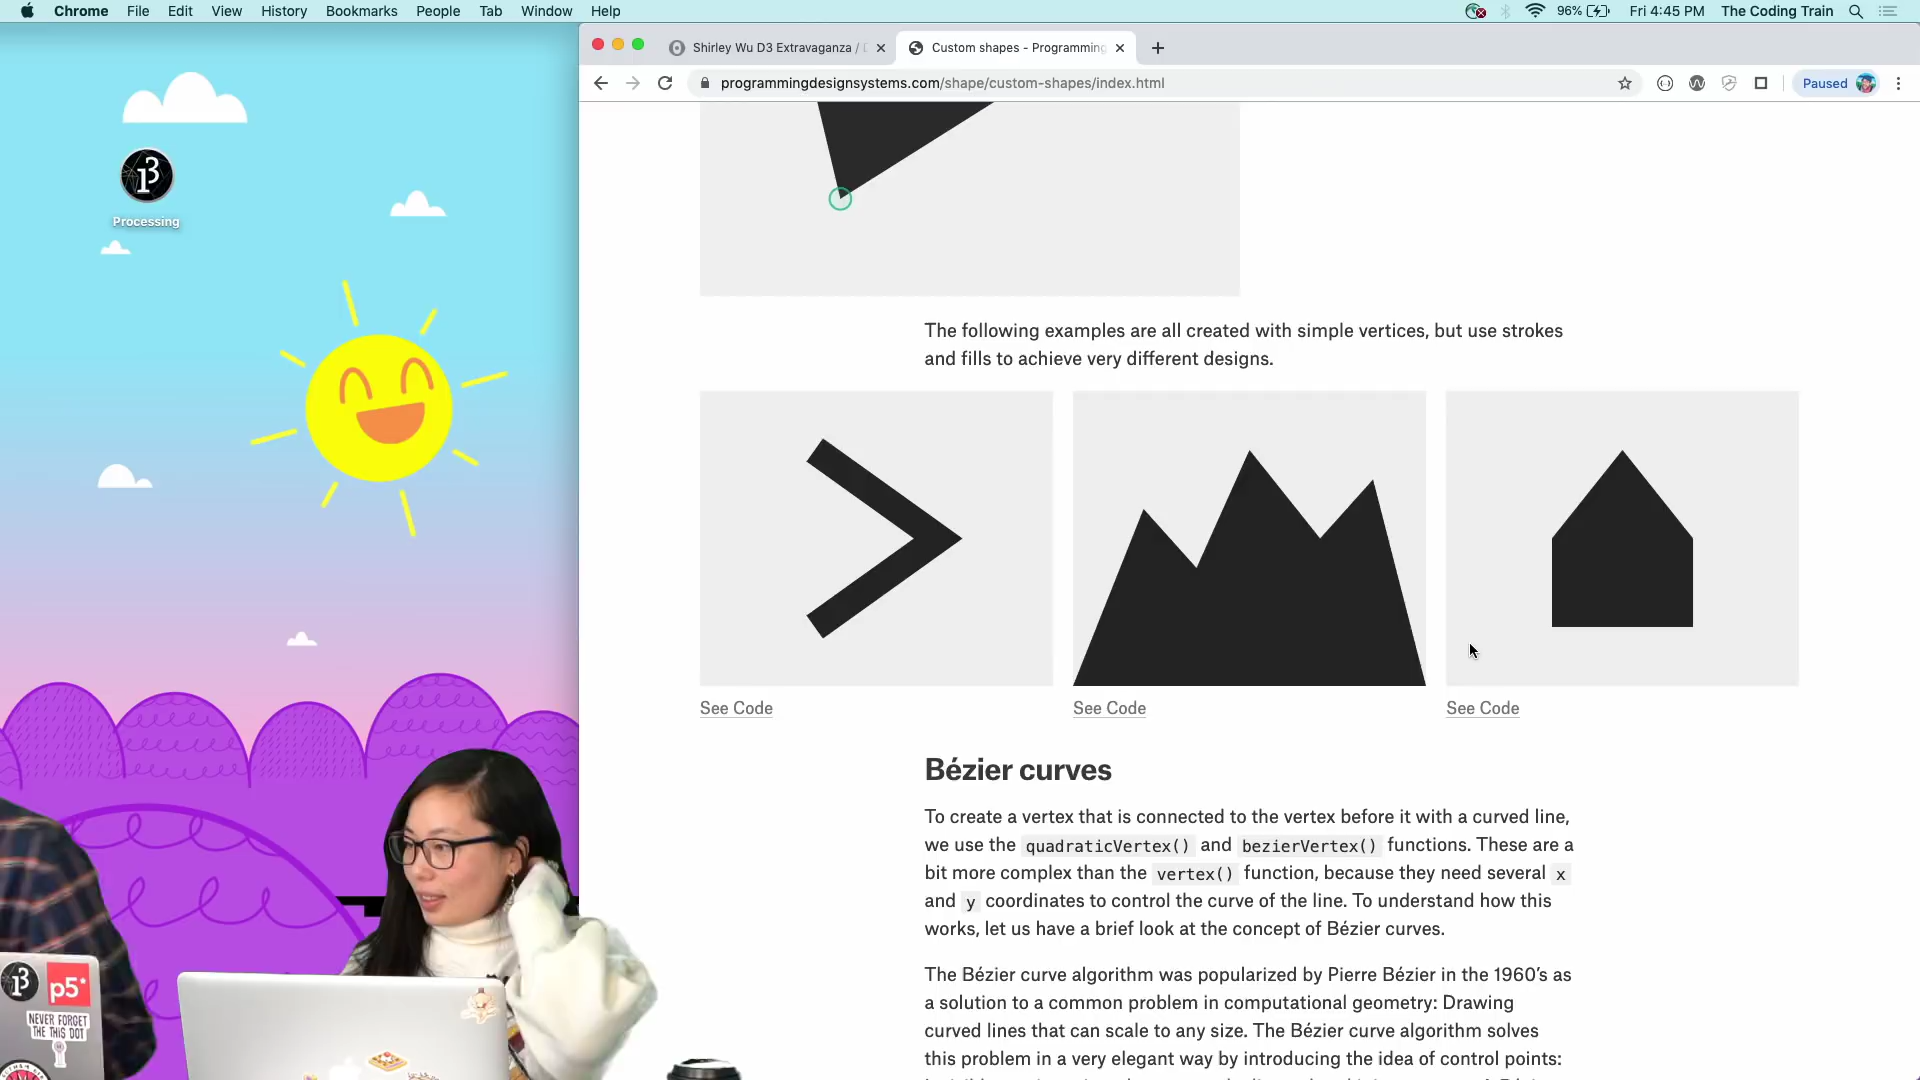 Chrome File Edit View History Bookmarks People Tab Window Help
96% Fri 4:45 PM The Coding Train
Shirley Wu D3 Extravaganza /
Custom shapes - Programming
programmingdesignsystems.com/shape/custom-shapes/index.html
Paused
Processing
The following examples are all created with simple vertices, but use strokes
and fills to achieve very different designs.
See Code
See Code
See Code
Bézier curves
To create a vertex that is connected to the vertex before it with a curved line,
we use the quadraticVertex() and bezierVertex() functions. These are a
bit more complex than the vertex() function, because they need several x
and y coordinates to control the curve of the line. To understand how this
works, let us have a brief look at the concept of Bézier curves.
The Bézier curve algorithm was popularized by Pierre Bézier in the 1960's as
a solution to a common problem in computational geometry: Drawing
curved lines that can scale to any size. The Bézier curve algorithm solves
this problem in a very elegant way by introducing the idea of control points:
p5*
NEVER FORGET
THE THIS DOT